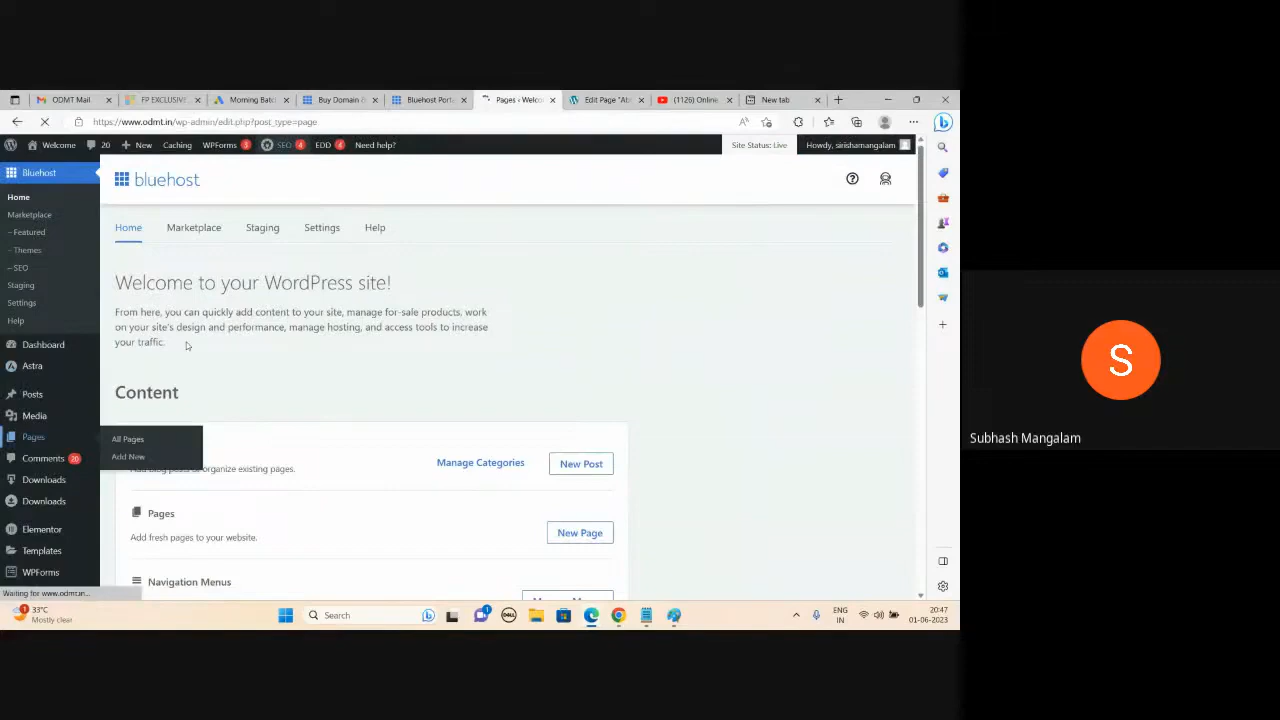 ODMT Mail
FP EXCLUSIVE
Morning Batc
Buy Domain
Bluehost Porta
Pages ‹ Welco
Edit Page "Ab
(1126) Online
New tab
https://www.odmt.in/wp-admin/edit.php?post_type=page
Welcome
20
New
Caching
WPForms 3
SEO 4
EDD 4
Need help?
Site Status: Live
Howdy, sirishamangalam
Bluehost
Home
Marketplace
– Featured
– Themes
– SEO
Staging
Settings
Help
Dashboard
Astra
Posts
Media
Pages
Comments 20
Downloads
Downloads
Elementor
Templates
WPForms
All Pages
Add New
bluehost
Home
Marketplace
Staging
Settings
Help
Welcome to your WordPress site!
From here, you can quickly add content to your site, manage for-sale products, work
on your site's design and performance, manage hosting, and access tools to increase
your traffic.
Content
organize existing pages.
Manage Categories
New Post
Pages
Add fresh pages to your website.
New Page
Navigation Menus
Waiting for www.odmt.in...
33°C
Mostly clear
Search
ENG
IN
20:47
01-06-2023
S
Subhash Mangalam